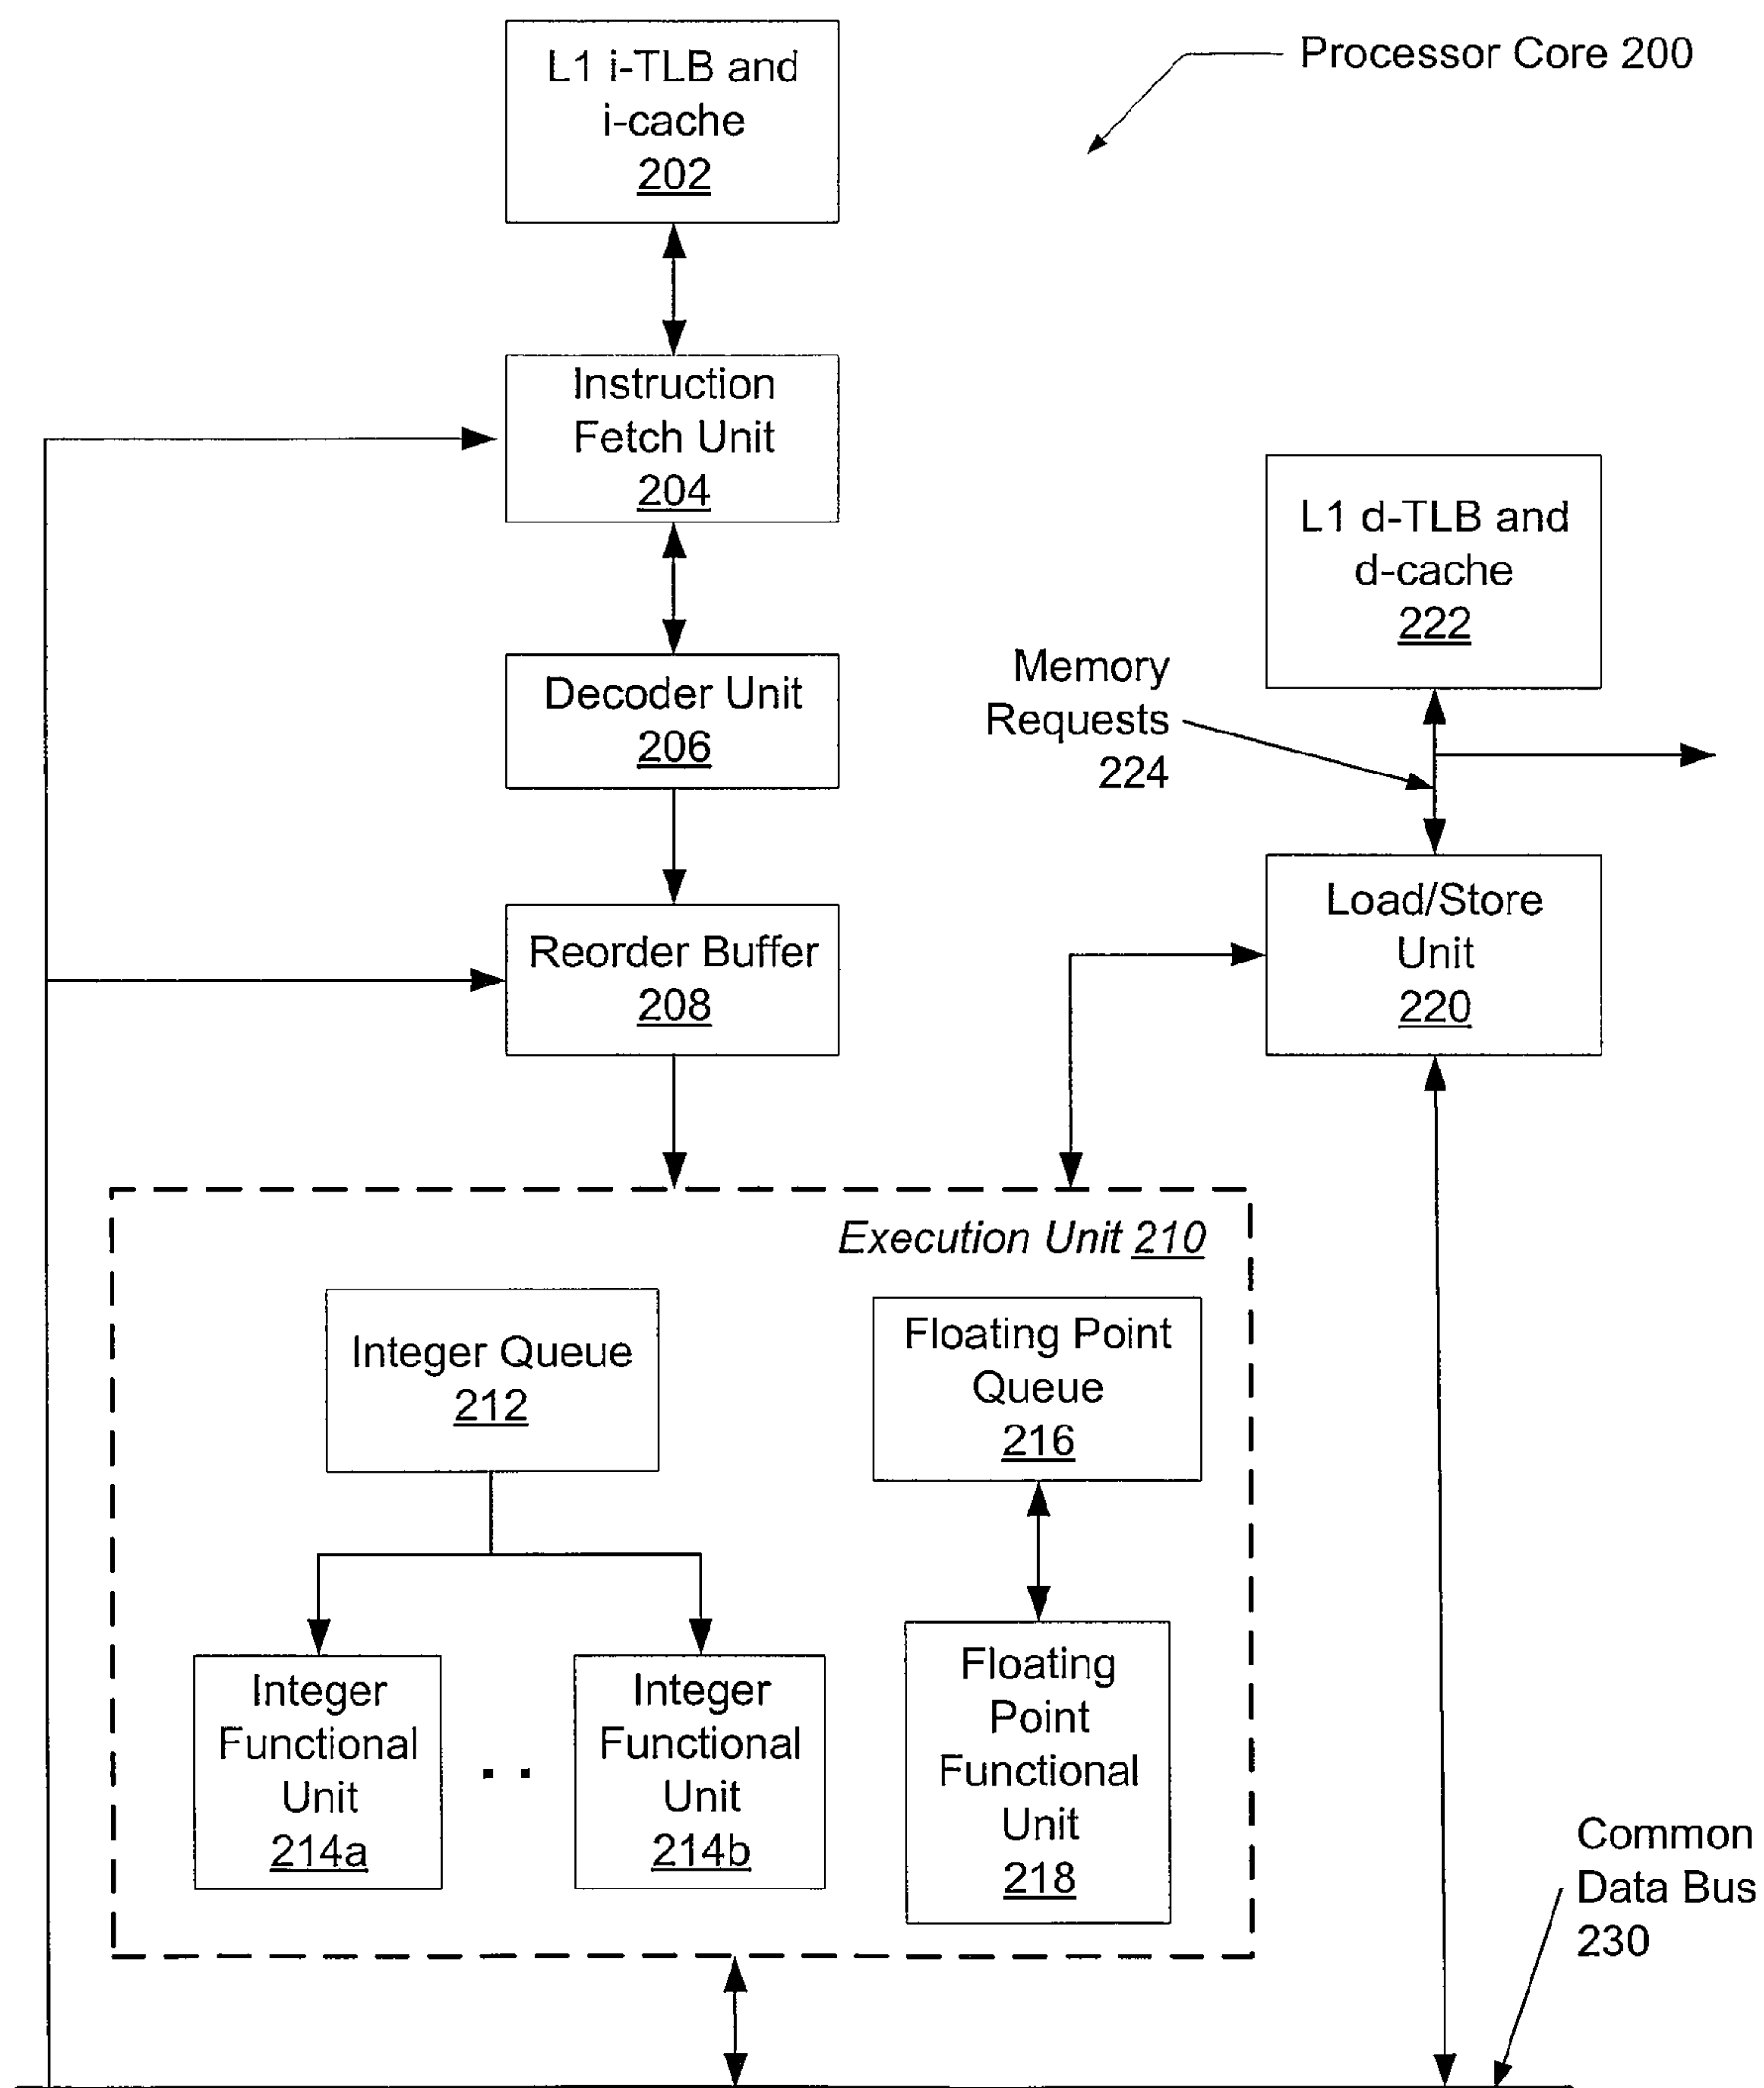 L1 i-TLB and
i-cache
202
Processor Core 200
Instruction
Fetch Unit
204
L1 d-TLB and
d-cache
222
Memory
Requests
224
Decoder Unit
206
Load/Store
Unit
220
Reorder Buffer
208
Execution Unit 210
Integer Queue
212
Floating Point
Queue
216
Integer
Functional
Unit
214a
. .
Integer
Functional
Unit
214b
Floating
Point
Functional
Unit
218
Common
Data Bus
230